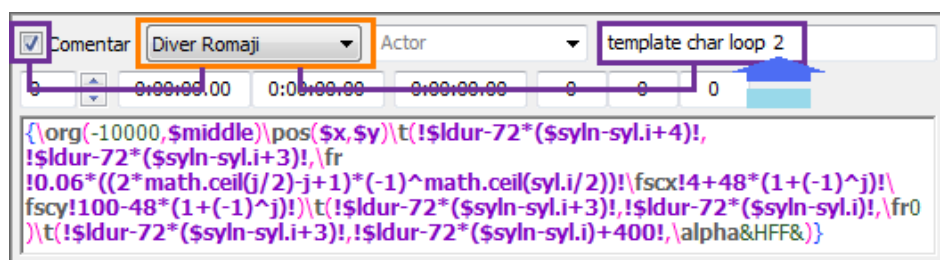 Comentar Diver Romaji Actor template char loop 2
0 0:00:00.00 0:00:00.00 0:00:00.00 0 0 0
{\org(-10000,$middle)\pos($x,$y)\t(!$ldur-72*($syln-syl.i+4)!,
!$ldur-72*($syln-syl.i+3)!,\fr
!0.06*((2*math.ceil(j/2)-j+1)*(-1)^math.ceil(syl.i/2))!\fscx!4+48*(1+(-1)^j)!\
fscy!100-48*(1+(-1)^j)!)\t(!$ldur-72*($syln-syl.i+3)!,!$ldur-72*($syln-syl.i)!,\fr0
)\t(!$ldur-72*($syln-syl.i+3)!,!$ldur-72*($syln-syl.i)+400!,\alpha&HFF&)}